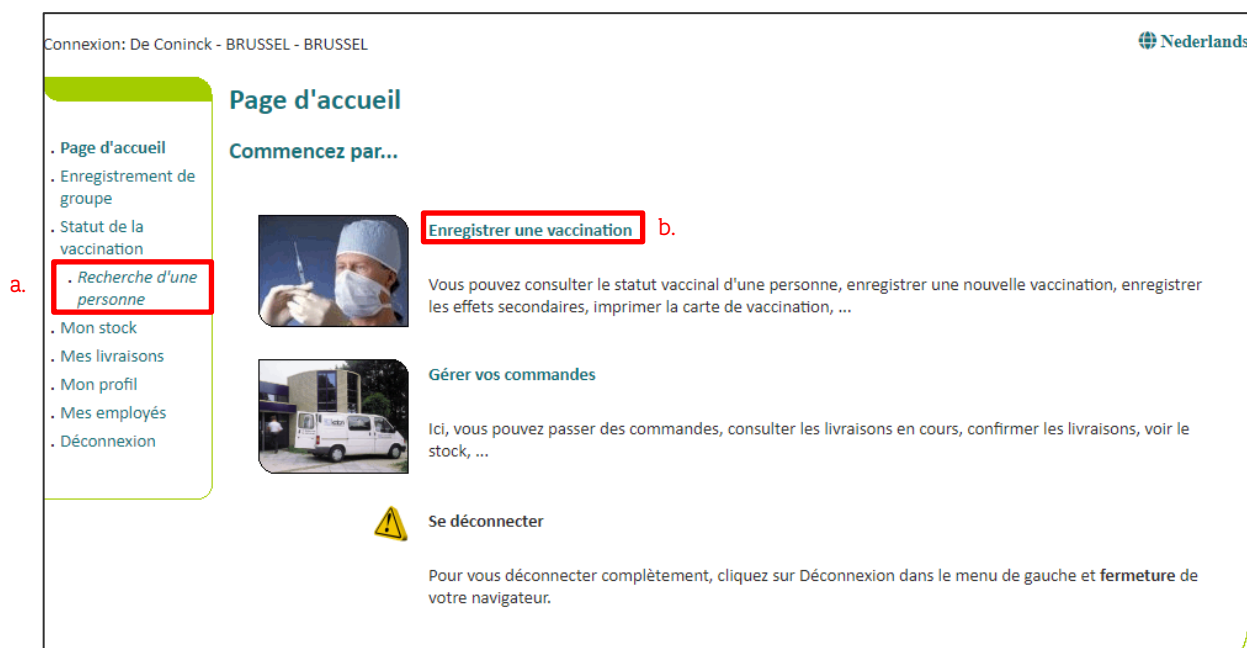 Connexion: De Coninck - BRUSSEL - BRUSSEL
Nederlands
Page d'accueil
. Page d'accueil
. Enregistrement de
groupe
. Statut de la
vaccination
a.
. Recherche d'une
personne
. Mon stock
. Mes livraisons
. Mon profil
. Mes employés
. Déconnexion
Commencez par...
Enregistrer une vaccination
b.
Vous pouvez consulter le statut vaccinal d'une personne, enregistrer une nouvelle vaccination, enregistrer
les effets secondaires, imprimer la carte de vaccination, ...
Gérer vos commandes
Ici, vous pouvez passer des commandes, consulter les livraisons en cours, confirmer les livraisons, voir le
stock, ...
Se déconnecter
Pour vous déconnecter complètement, cliquez sur Déconnexion dans le menu de gauche et fermeture de
votre navigateur.